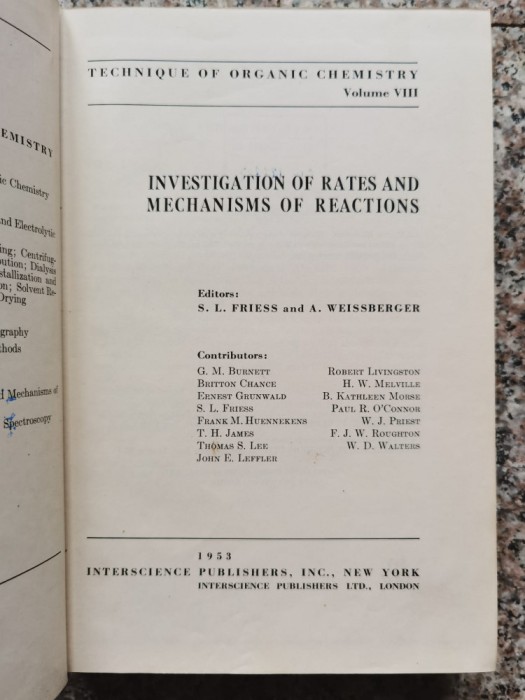 EMISTRY
ic Chemistry
nd Electrolytic
ing; Centrifug-
ution; Dialysis
stallization and
on; Solvent Re-
Drying
graphy
thods
d Mechanisms of
Spectroscopy
TECHNIQUE OF ORGANIC CHEMISTRY
Volume VIII
INVESTIGATION OF RATES AND
MECHANISMS OF REACTIONS
Editors:
S. L. FRIESS and A. WEISSBERGER
Contributors:
G. M. BURNETT ROBERT LIVINGSTON
BRITTON CHANCE H. W. MELVILLE
ERNEST GRUNWALD B. KATHLEEN MORSE
S. L. FRIESS PAUL R. O'CONNOR
FRANK M. HUENNEKENS W. J. PRIEST
T. H. JAMES F. J. W. ROUGHTON
THOMAS S. LEE W. D. WALTERS
JOHN E. LEFFLER
1953
INTERSCIENCE PUBLISHERS, INC., NEW YORK
INTERSCIENCE PUBLISHERS LTD., LONDON